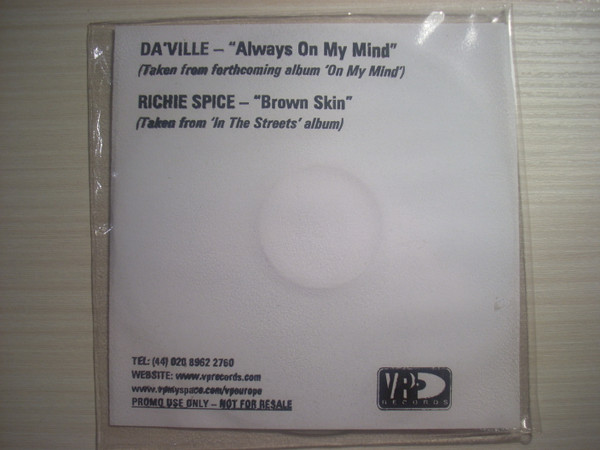 DA'VILLE – "Always On My Mind"
(Taken from forthcoming album 'On My Mind')
RICHIE SPICE – "Brown Skin"
(Taken from 'In The Streets' album)
TEL: (44) 020 8962 2760
WEBSITE: www.vprecords.com
www.myspace.com/vpeurope
PROMO USE ONLY – NOT FOR RESALE
VP
RECORDS